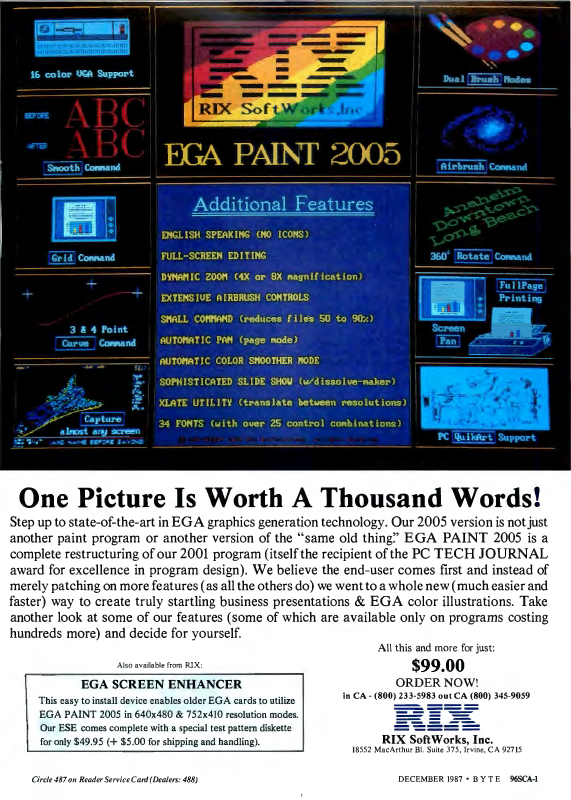 16 color VGA Support
RIX SoftWorks, Inc.
Dual Brush Modes
BEFORE ABC
AFTER ABC
Smooth Command
EGA PAINT 2005
Airbrush Command
Grid Command
Anaheim
Downtown
Long Beach
360° Rotate Command
3 & 4 Point
Curve Command
FullPage
Printing
Screen
Pan
Capture
almost any screen
AND NAME BEFORE SAVING
PC QuikArt Support
Additional Features
ENGLISH SPEAKING (NO ICONS)
FULL-SCREEN EDITING
DYNAMIC ZOOM (4X or 8X magnification)
EXTENSIVE AIRBRUSH CONTROLS
SMALL COMMAND (reduces files 50 to 90%)
AUTOMATIC PAN (page mode)
AUTOMATIC COLOR SMOOTHER MODE
SOPHISTICATED SLIDE SHOW (w/dissolve-maker)
XLATE UTILITY (translate between resolutions)
34 FONTS (with over 25 control combinations)
One Picture Is Worth A Thousand Words!
Step up to state-of-the-art in EGA graphics generation technology. Our 2005 version is not just
another paint program or another version of the "same old thing." EGA PAINT 2005 is a
complete restructuring of our 2001 program (itself the recipient of the PC TECH JOURNAL
award for excellence in program design). We believe the end-user comes first and instead of
merely patching on more features (as all the others do) we went to a whole new (much easier and
faster) way to create truly startling business presentations & EGA color illustrations. Take
another look at some of our features (some of which are available only on programs costing
hundreds more) and decide for yourself.
Also available from RIX:
EGA SCREEN ENHANCER
This easy to install device enables older EGA cards to utilize
EGA PAINT 2005 in 640x480 & 752x410 resolution modes.
Our ESE comes complete with a special test pattern diskette
for only $49.95 (+ $5.00 for shipping and handling).
All this and more for just:
$99.00
ORDER NOW!
in CA - (800) 233-5983 out CA (800) 345-9059
RIX
RIX SoftWorks, Inc.
18552 MacArthur Bl. Suite 375, Irvine, CA 92715
Circle 487 on Reader Service Card (Dealers: 488)
DECEMBER 1987 • B Y T E 96SCA-1